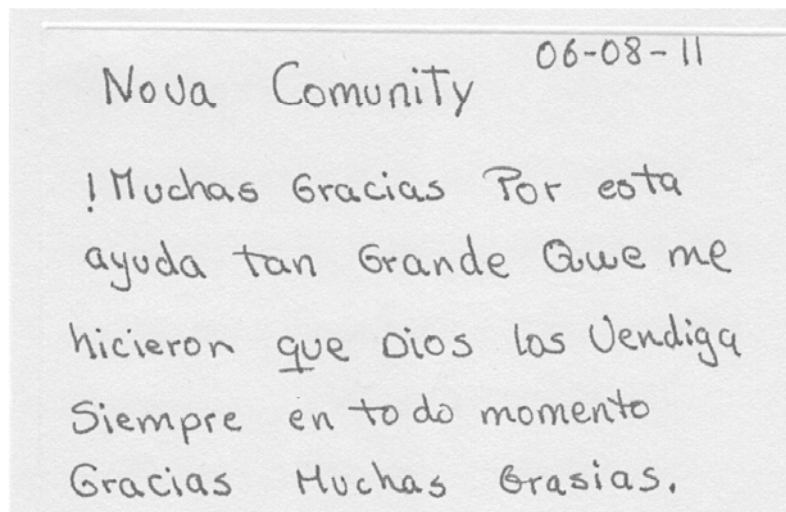 06-08-11
Nova Comunity
! Muchas Gracias Por esta
ayuda tan Grande Que me
hicieron que Dios los Vendiga
Siempre en todo momento
Gracias Muchas Grasias.